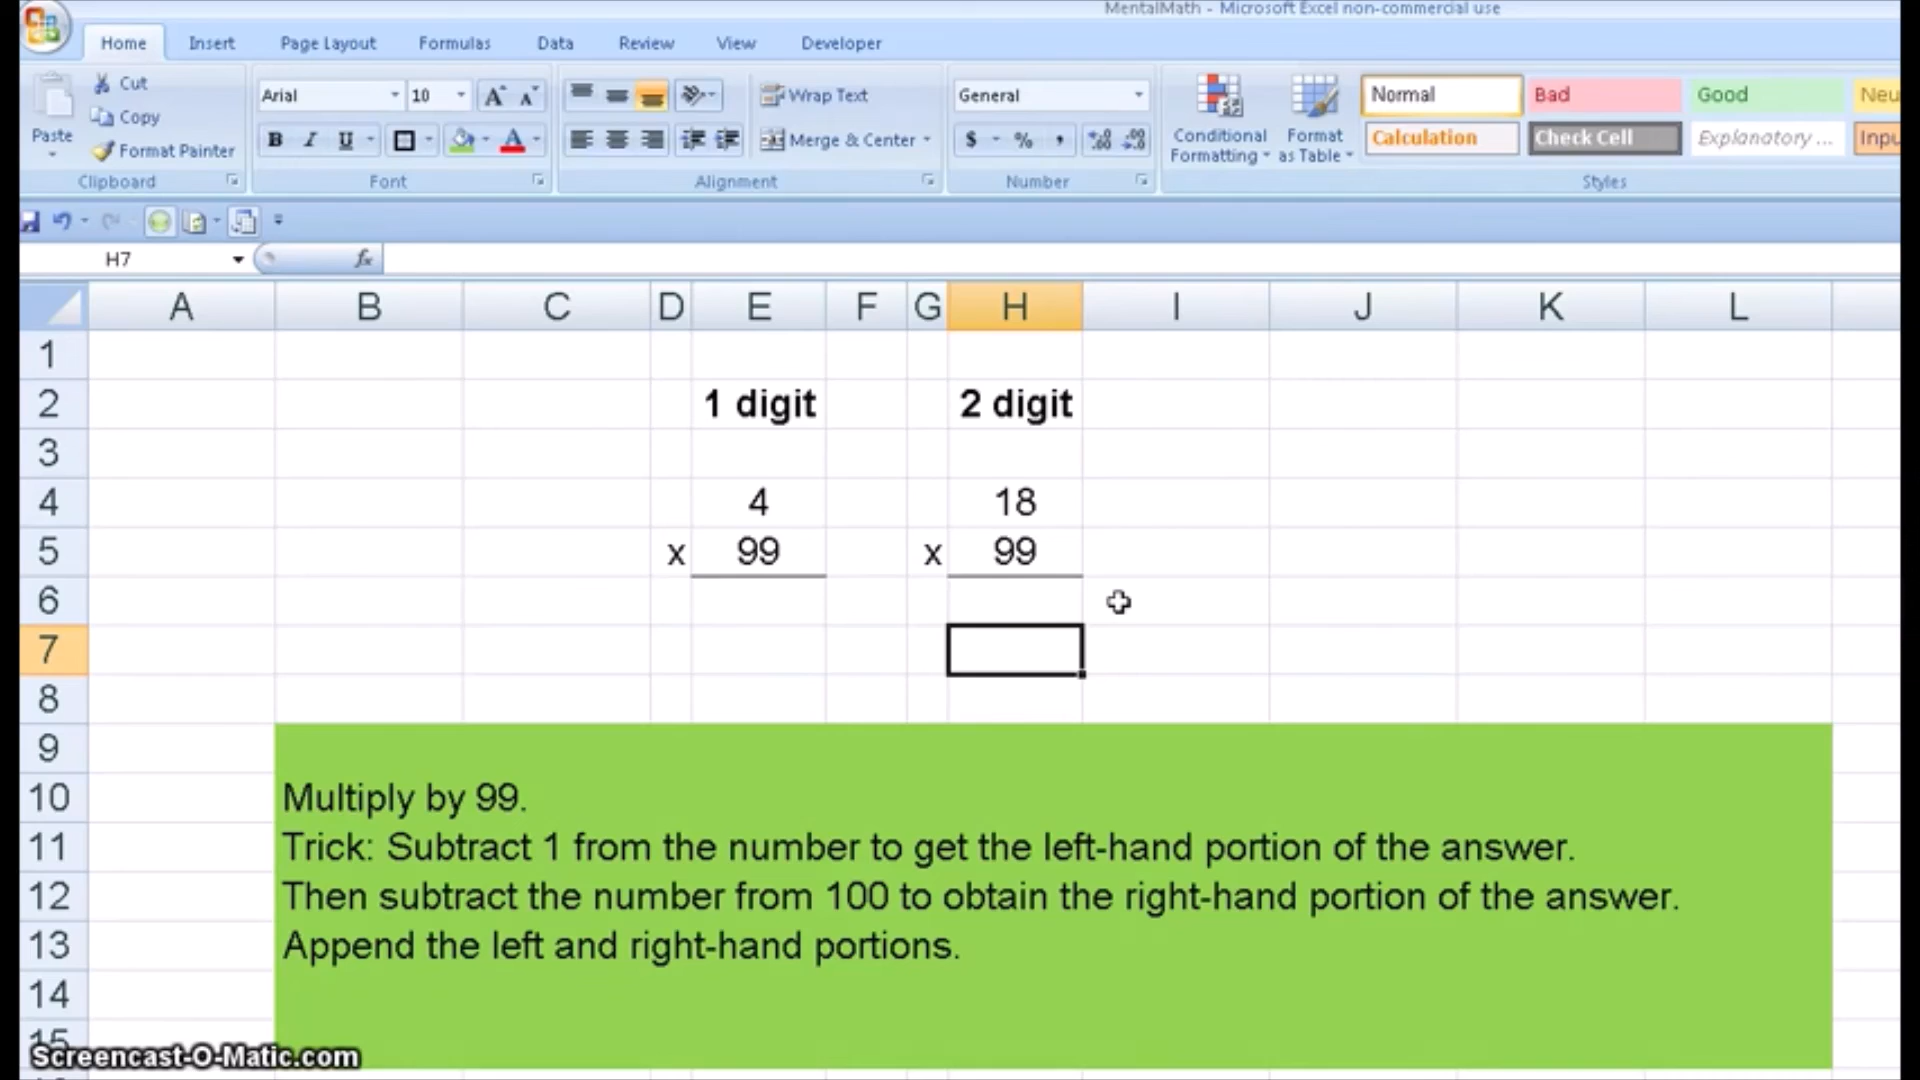 MentalMath - Microsoft Excel non-commercial use
Home Insert Page Layout Formulas Data Review View Developer
Paste
Cut
Copy
Format Painter
Clipboard
Arial 10
B I U A
Font
Wrap Text
Merge & Center
Alignment
General
$ % ,
Number
Conditional Formatting
Format as Table
Normal Bad Good Neu
Calculation Check Cell Explanatory ... Inpu
Styles
H7 fx
A B C D E F G H I J K L
1
2 1 digit 2 digit
3
4 4 18
5 x 99 x 99
6
7
8
9
10 Multiply by 99.
11 Trick: Subtract 1 from the number to get the left-hand portion of the answer.
12 Then subtract the number from 100 to obtain the right-hand portion of the answer.
13 Append the left and right-hand portions.
14
15
Screencast-O-Matic.com